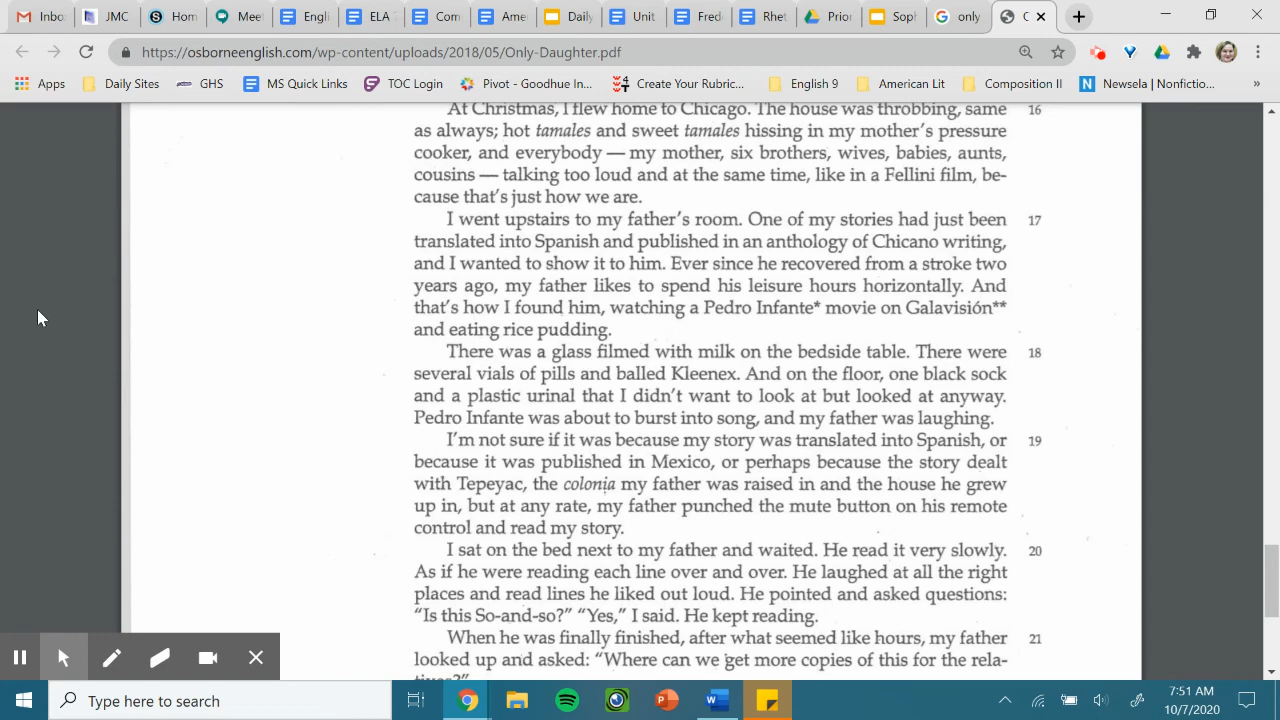 Inbo
JMC
Hom
Mee
Engli
ELA
Com
Ame
Daily
Unit
Fred
Rhet
Prior
Sop
only
https://osborneenglish.com/wp-content/uploads/2018/05/Only-Daughter.pdf
Apps
Daily Sites
GHS
MS Quick Links
TOC Login
Pivot - Goodhue In...
Create Your Rubric...
English 9
American Lit
Composition II
Newsela | Nonfictio...
»
At Christmas, I flew home to Chicago. The house was throbbing, same 16
as always; hot tamales and sweet tamales hissing in my mother's pressure
cooker, and everybody — my mother, six brothers, wives, babies, aunts,
cousins — talking too loud and at the same time, like in a Fellini film, be-
cause that's just how we are.
I went upstairs to my father's room. One of my stories had just been 17
translated into Spanish and published in an anthology of Chicano writing,
and I wanted to show it to him. Ever since he recovered from a stroke two
years ago, my father likes to spend his leisure hours horizontally. And
that's how I found him, watching a Pedro Infante* movie on Galavisión**
and eating rice pudding.
There was a glass filmed with milk on the bedside table. There were 18
several vials of pills and balled Kleenex. And on the floor, one black sock
and a plastic urinal that I didn't want to look at but looked at anyway.
Pedro Infante was about to burst into song, and my father was laughing.
I'm not sure if it was because my story was translated into Spanish, or 19
because it was published in Mexico, or perhaps because the story dealt
with Tepeyac, the colonia my father was raised in and the house he grew
up in, but at any rate, my father punched the mute button on his remote
control and read my story.
I sat on the bed next to my father and waited. He read it very slowly. 20
As if he were reading each line over and over. He laughed at all the right
places and read lines he liked out loud. He pointed and asked questions:
"Is this So-and-so?" "Yes," I said. He kept reading.
When he was finally finished, after what seemed like hours, my father 21
looked up and asked: "Where can we get more copies of this for the rela-
tives?"
Type here to search
7:51 AM
10/7/2020